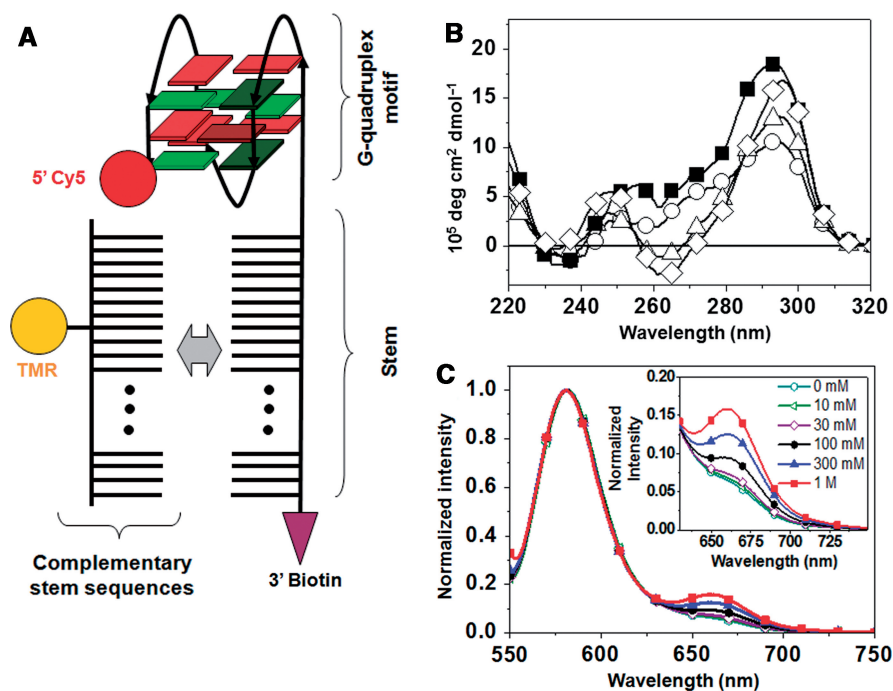 A
G-quadruplex
motif
5' Cy5
TMR
Stem
Complementary
stem sequences
3' Biotin
B
10⁵ deg cm² dmol⁻¹
20
15
10
5
0
220
240
260
280
300
320
Wavelength (nm)
C
Normalized intensity
1.0
0.8
0.6
0.4
0.2
0.0
550
600
650
700
750
Wavelength (nm)
Normalized
Intensity
0.20
0.15
0.10
0.05
0.00
650
675
700
725
Wavelength (nm)
0 mM
10 mM
30 mM
100 mM
300 mM
1 M